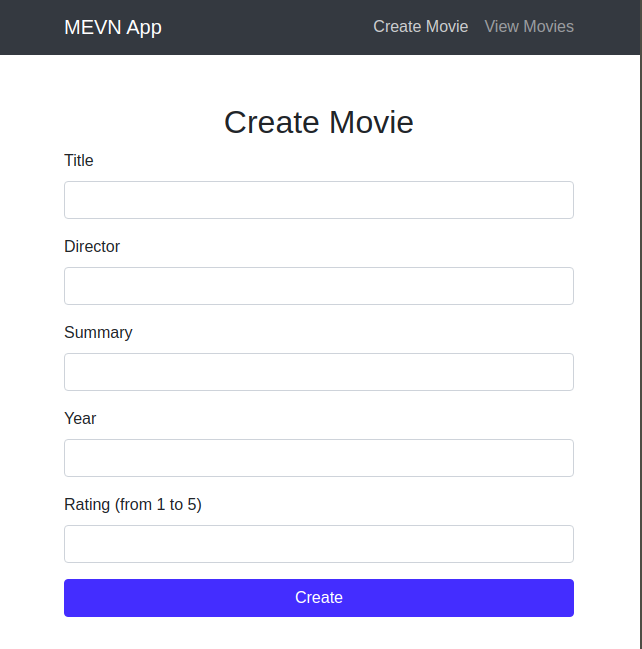 MEVN App Create Movie View Movies
Create Movie
Title
Director
Summary
Year
Rating (from 1 to 5)
Create